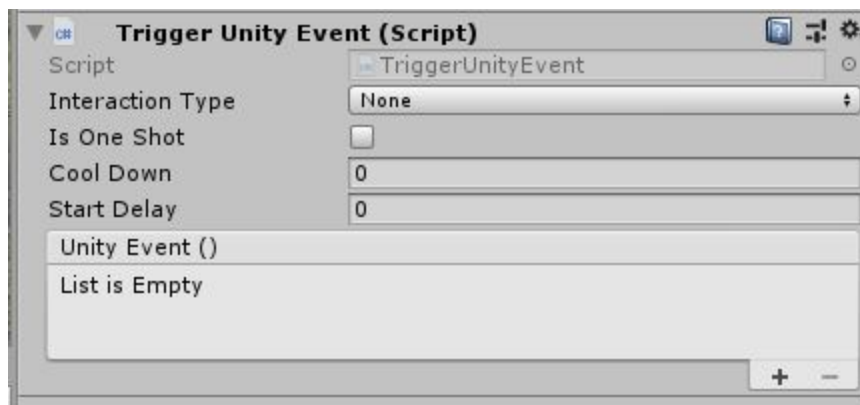 Trigger Unity Event (Script)
Script TriggerUnityEvent
Interaction Type None
Is One Shot
Cool Down 0
Start Delay 0
Unity Event ()
List is Empty